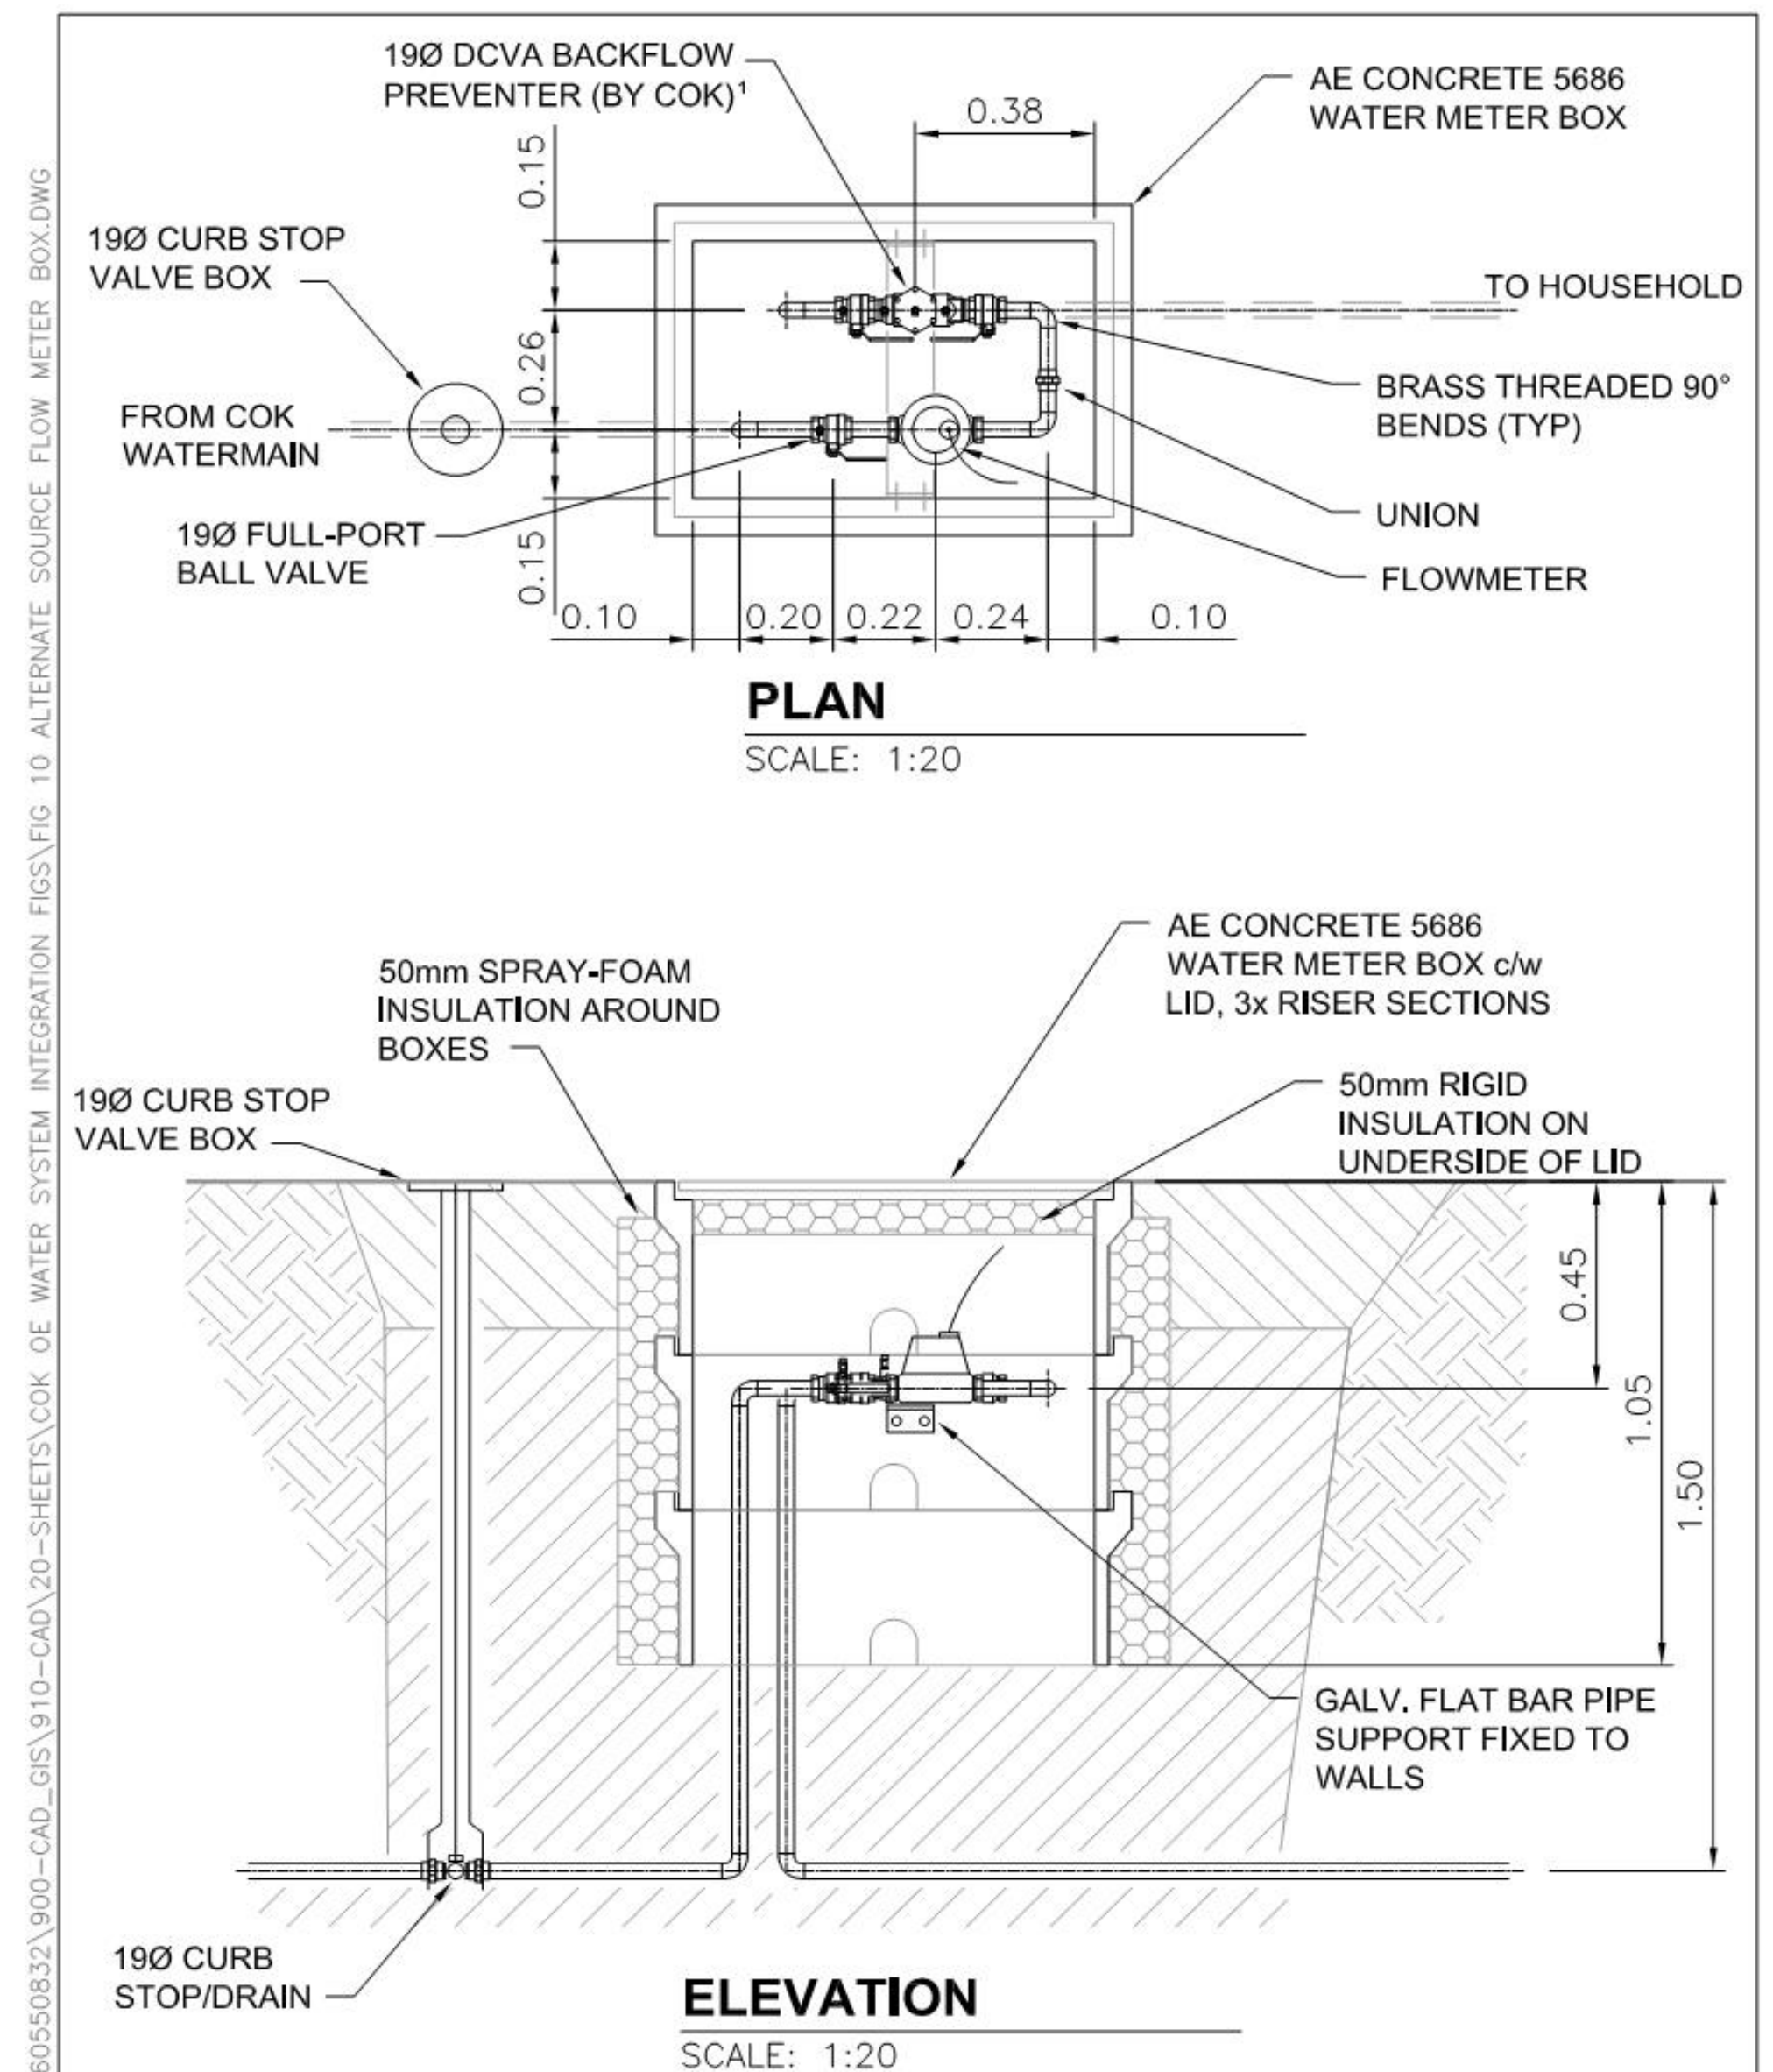 19Ø DCVA BACKFLOW
PREVENTER (BY COK)¹
AE CONCRETE 5686
WATER METER BOX
0.38
0.15
19Ø CURB STOP
VALVE BOX
TO HOUSEHOLD
0.26
FROM COK
WATERMAIN
BRASS THREADED 90°
BENDS (TYP)
UNION
19Ø FULL-PORT
BALL VALVE
0.15
FLOWMETER
0.10
0.20
0.22
0.24
0.10
PLAN
SCALE: 1:20
AE CONCRETE 5686
WATER METER BOX c/w
LID, 3x RISER SECTIONS
50mm SPRAY-FOAM
INSULATION AROUND
BOXES
50mm RIGID
INSULATION ON
UNDERSIDE OF LID
19Ø CURB STOP
VALVE BOX
0.45
1.05
1.50
GALV. FLAT BAR PIPE
SUPPORT FIXED TO
WALLS
19Ø CURB
STOP/DRAIN
ELEVATION
SCALE: 1:20
60550832\900-CAD_GIS\910-CAD\20-SHEETS\COK OE WATER SYSTEM INTEGRATION FIGS\FIG 10 ALTERNATE SOURCE FLOW METER BOX.DWG